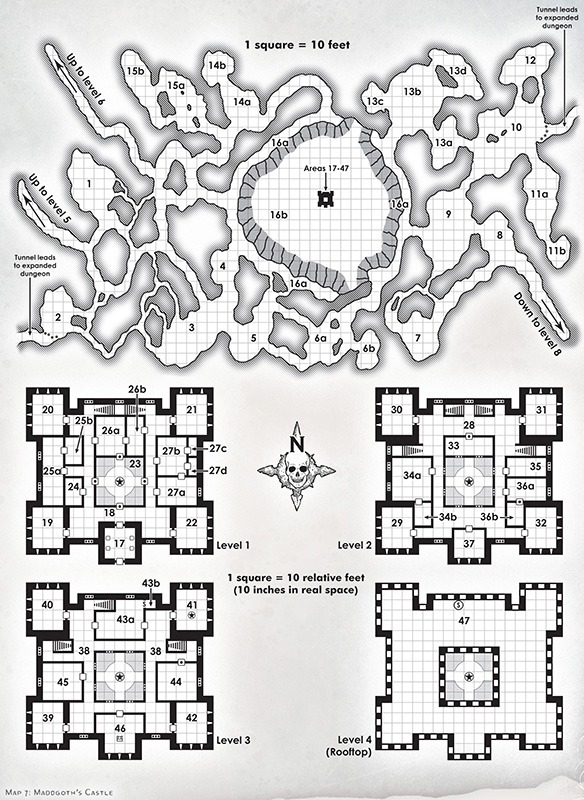 Tunnel leads
to expanded
dungeon
1 square = 10 feet
Up to level 6
15b
15a
14b
14a
13c
13b
13d
12
10
13a
16a
Areas 17-47
1
16b
16a
9
11a
8
11b
Up to level 5
4
Tunnel leads
to expanded
dungeon
16a
Down to level 8
2
3
5
6a
6b
7
26b
20
25b
26a
21
27c
27b
25a
23
27d
24
27a
18
19
17
22
Level 1
N
30
31
28
33
34a
35
36a
34b
36b
29
37
32
Level 2
1 square = 10 relative feet
(10 inches in real space)
43b
40
S
41
43a
38
38
45
44
39
46
42
Level 3
S
47
Level 4
(Rooftop)
Map 7: Maddgoth's Castle